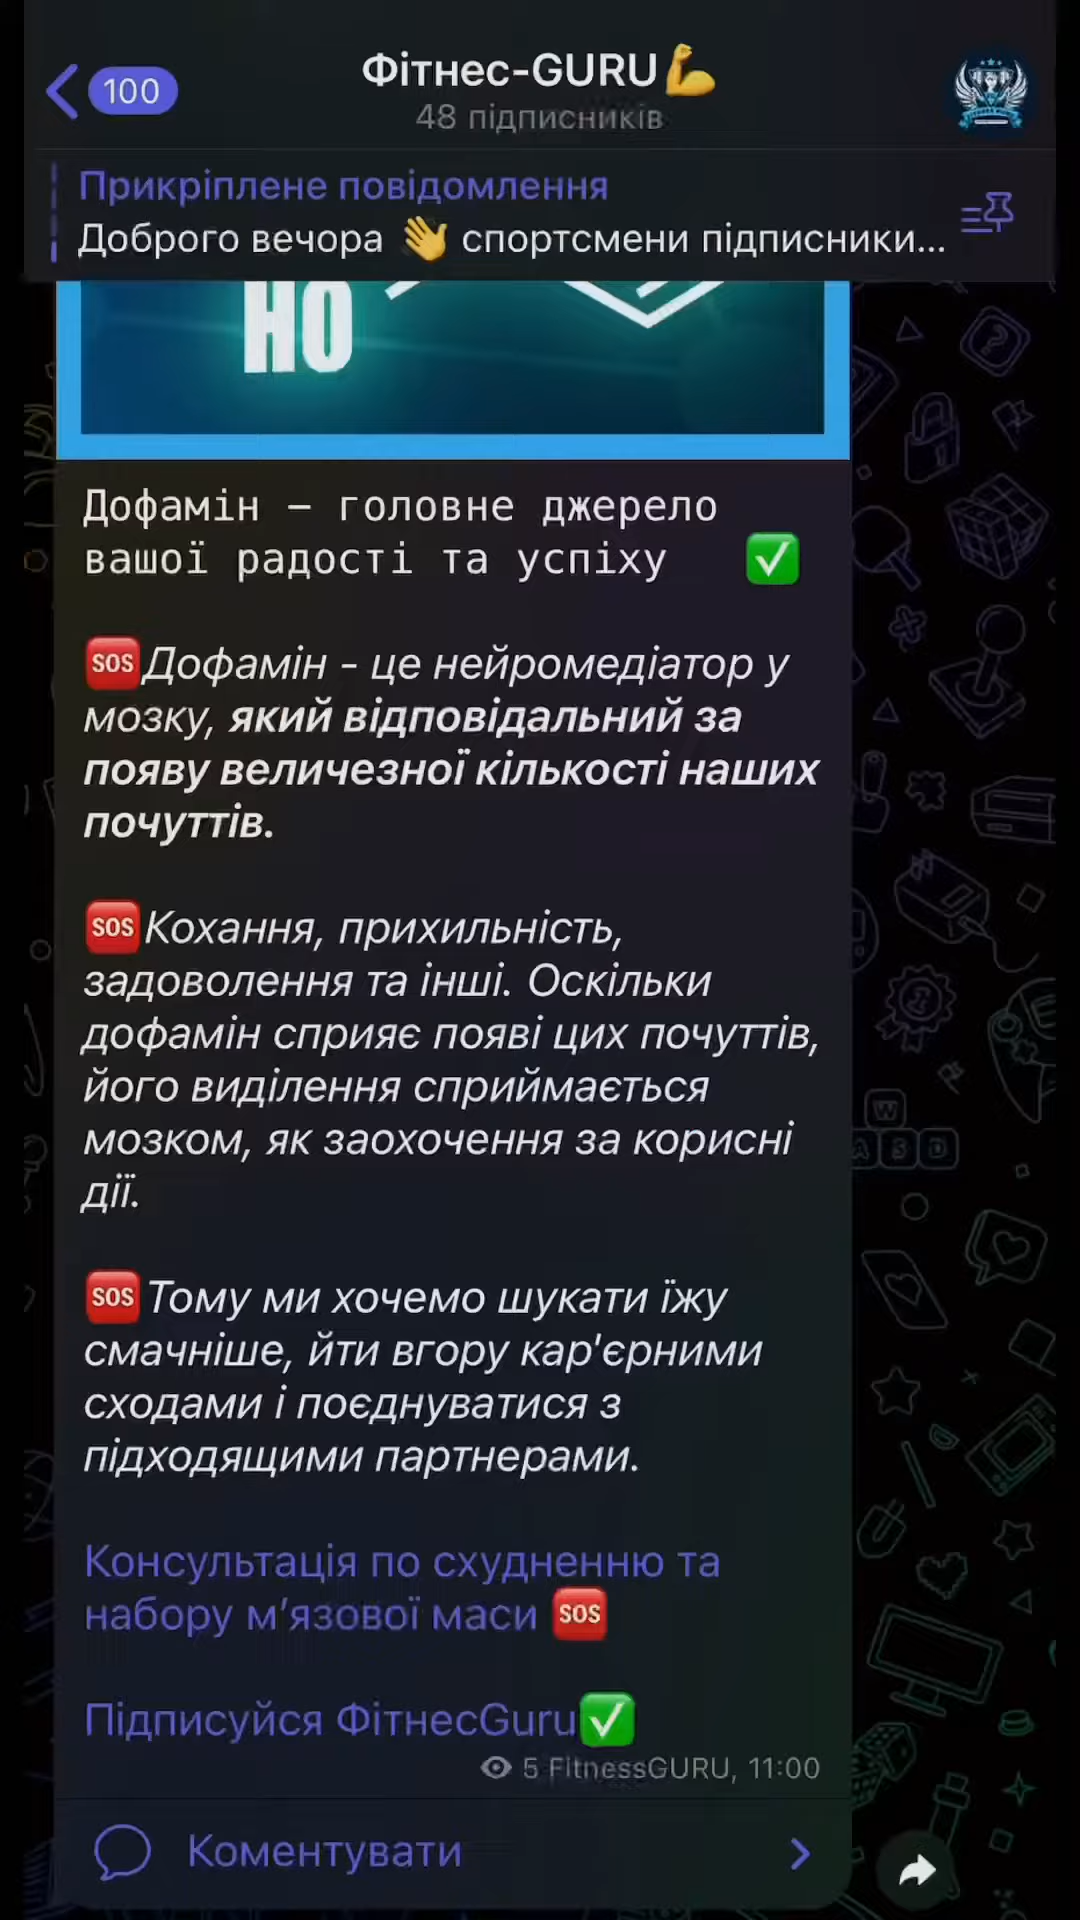 100
Фітнес-GURU💪
48 підписників
Прикріплене повідомлення
Доброго вечора 👋 спортсмени підписники...
НО
Дофамін — головне джерело
вашої радості та успіху ✅
🆘Дофамін - це нейромедіатор у
мозку, який відповідальний за
появу величезної кількості наших
почуттів.
🆘Кохання, прихильність,
задоволення та інші. Оскільки
дофамін сприяє появі цих почуттів,
його виділення сприймається
мозком, як заохочення за корисні
дії.
🆘Тому ми хочемо шукати їжу
смачніше, йти вгору кар'єрними
сходами і поєднуватися з
підходящими партнерами.
Консультація по схудненню та
набору м’язової маси 🆘
Підписуйся ФітнесGuru✅
5 FitnessGURU, 11:00
Коментувати